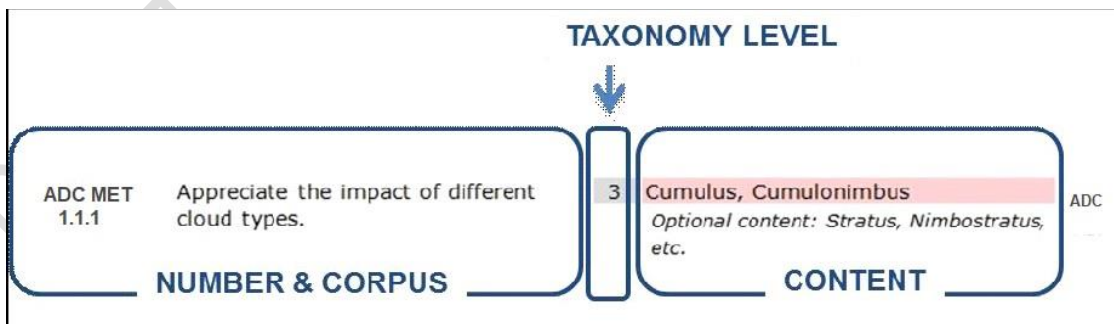 TAXONOMY LEVEL
ADC MET
1.1.1
Appreciate the impact of different
cloud types.
3
Cumulus, Cumulonimbus
Optional content: Stratus, Nimbostratus,
etc.
ADC
NUMBER & CORPUS
CONTENT